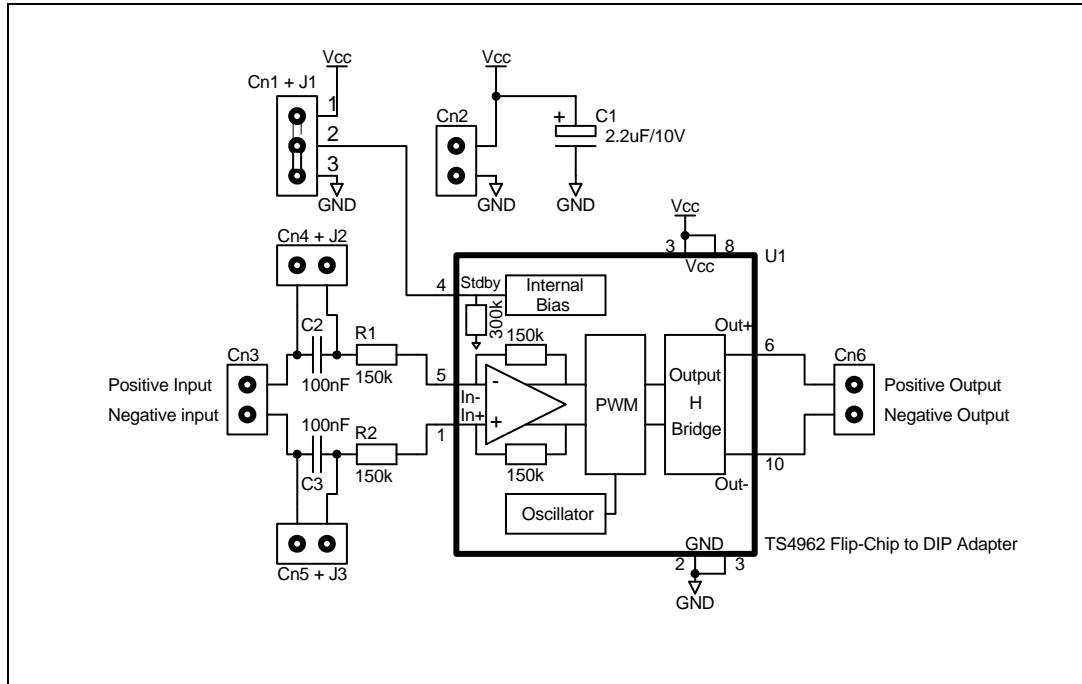 Vcc
Cn1 + J1
1
2
3
GND
Vcc
Cn2
GND
+
C1
2.2uF/10V
GND
Cn4 + J2
Vcc
3
8
Vcc
U1
4
Stdby
Internal
Bias
300k
150k
Out+
6
C2
R1
Cn3
100nF
150k
5
In-
-
Cn6
Positive Input
Negative input
Positive Output
Negative Output
PWM
Output
H
Bridge
In+
+
100nF
R2
1
C3
150k
150k
10
Out-
Oscillator
Cn5 + J3
GND
TS4962 Flip-Chip to DIP Adapter
2
3
GND